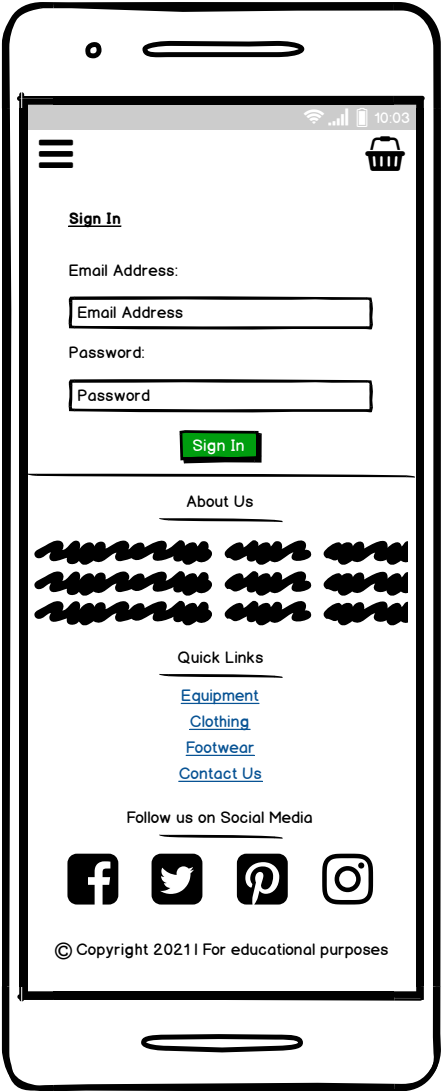 10:03
Sign In
Email Address:
Email Address
Password:
Password
Sign In
About Us
Quick Links
Equipment
Clothing
Footwear
Contact Us
Follow us on Social Media
© Copyright 2021 | For educational purposes